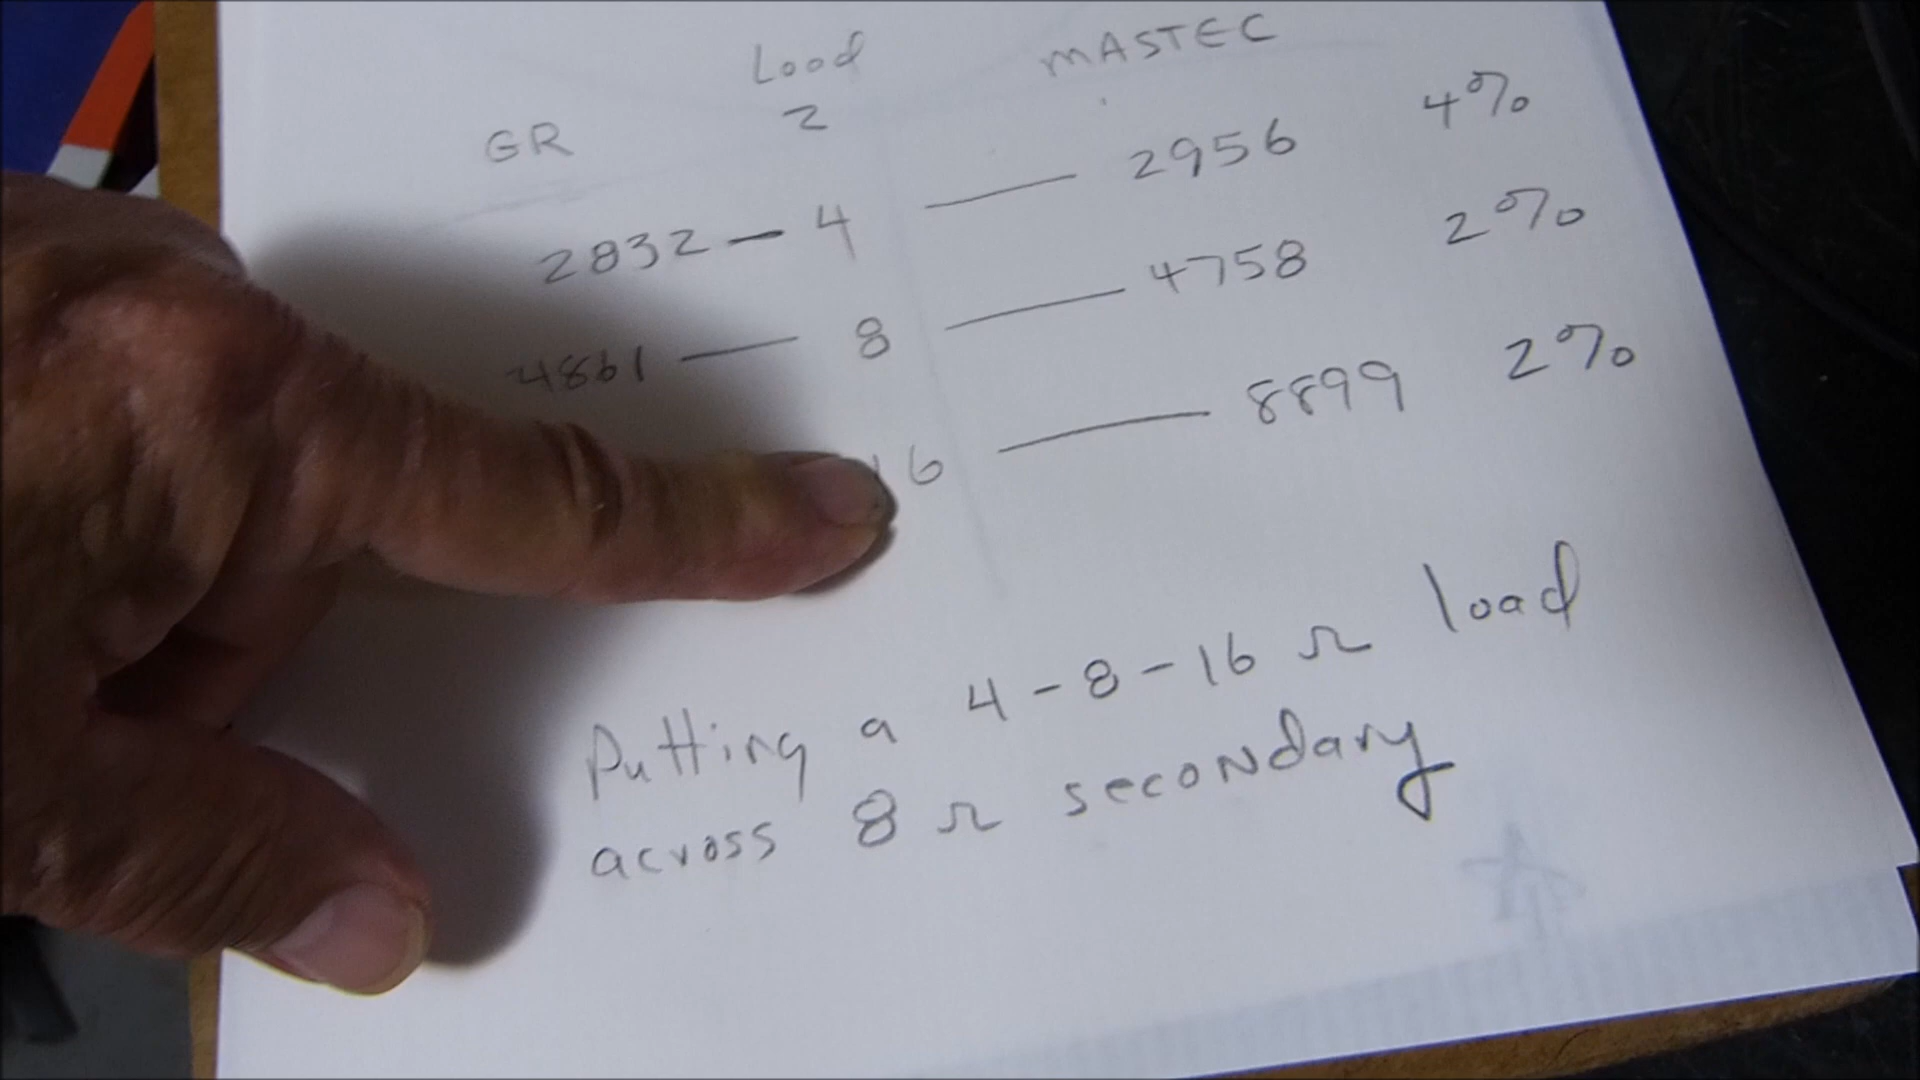 Load MASTEC
GR Z 4%
2832 — 4 — 2956 2%
4861 — 8 — 4758 2%
16 — 8899
Putting a 4-8-16 Ω load
across 8 Ω secondary